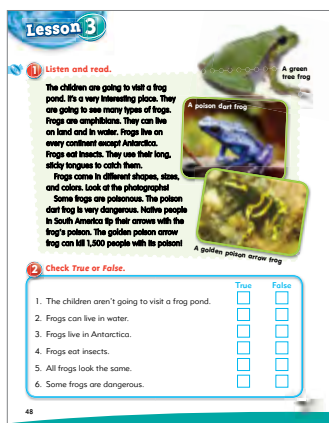 Lesson 3
1 Listen and read.
The children are going to visit a frog
pond. It's a very interesting place. They
are going to see many types of frogs.
Frogs are amphibians. They can live
on land and in water. Frogs live on
every continent except Antarctica.
Frogs eat insects. They use their long,
sticky tongues to catch them.
Frogs come in different shapes, sizes,
and colors. Look at the photographs!
Some frogs are poisonous. The poison
dart frog is very dangerous. Native people
in South America tip their arrows with the
frog's poison. The golden poison arrow
frog can kill 1,500 people with its poison!
A green
tree frog
A poison dart frog
A golden poison arrow frog
2 Check True or False.
True False
1. The children aren't going to visit a frog pond.
2. Frogs can live in water.
3. Frogs live in Antarctica.
4. Frogs eat insects.
5. All frogs look the same.
6. Some frogs are dangerous.
48